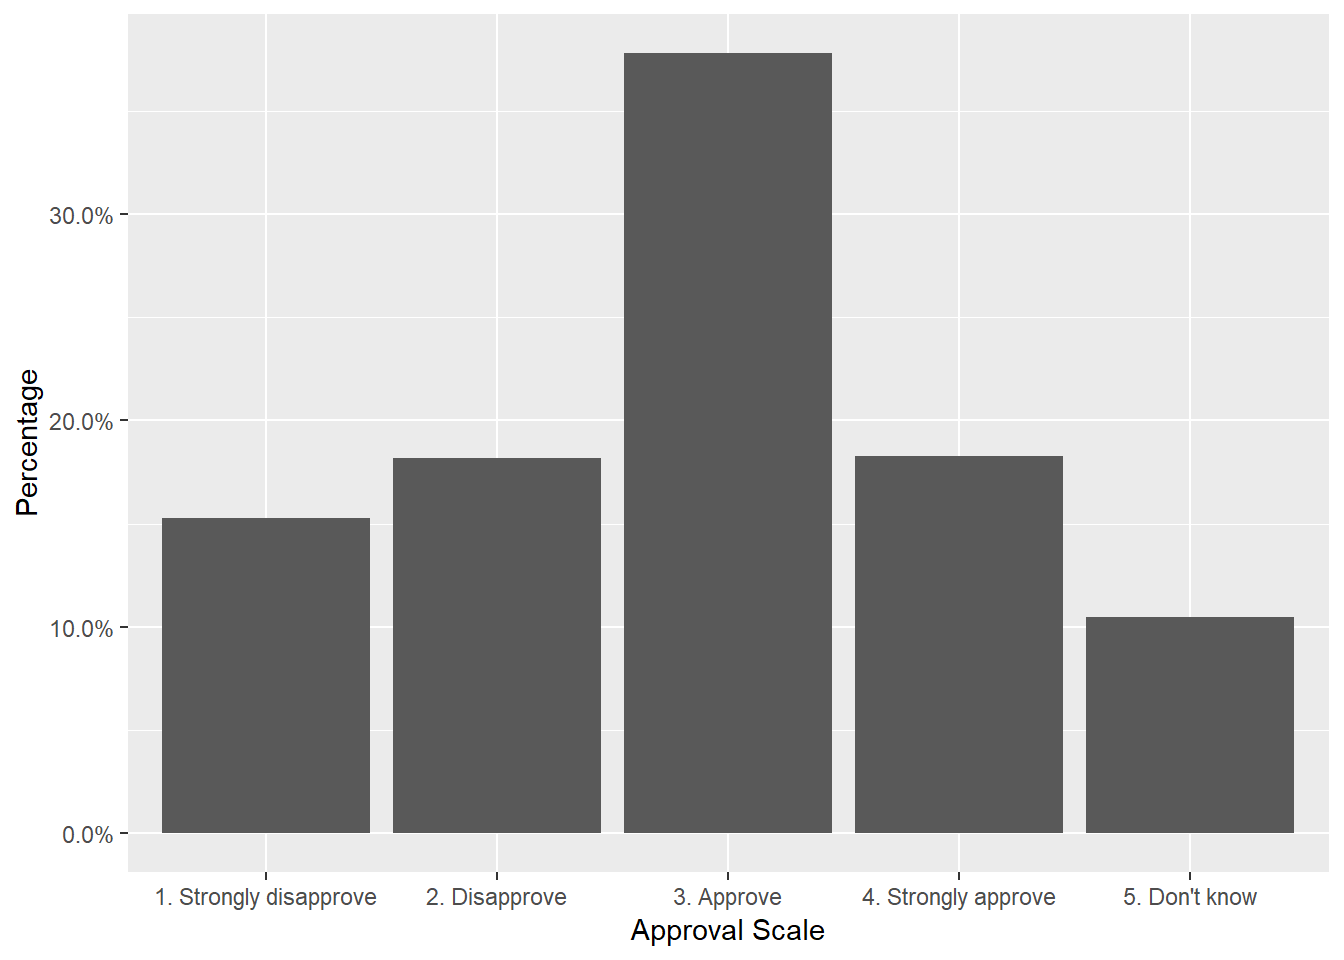 Percentage
30.0%
20.0%
10.0%
0.0%
1. Strongly disapprove 2. Disapprove 3. Approve 4. Strongly approve 5. Don't know
Approval Scale